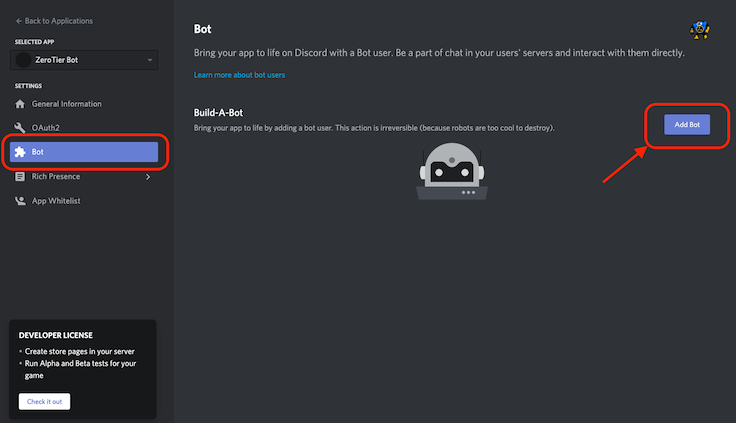 ← Back to Applications
SELECTED APP
ZeroTier Bot
SETTINGS
General Information
OAuth2
Bot
Rich Presence
App Whitelist
DEVELOPER LICENSE
• Create store pages in your server
• Run Alpha and Beta tests for your
game
Check it out
Bot
Bring your app to life on Discord with a Bot user. Be a part of chat in your users' servers and interact with them directly.
Learn more about bot users
Build-A-Bot
Bring your app to life by adding a bot user. This action is irreversible (because robots are too cool to destroy).
Add Bot